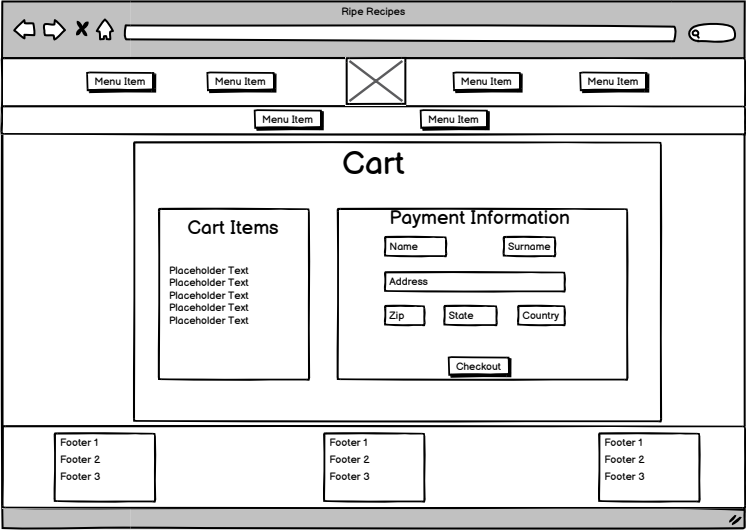 Ripe Recipes
Menu Item Menu Item Menu Item Menu Item
Menu Item Menu Item
Cart
Cart Items
Placeholder Text
Placeholder Text
Placeholder Text
Placeholder Text
Placeholder Text
Payment Information
Name Surname
Address
Zip State Country
Checkout
Footer 1
Footer 2
Footer 3
Footer 1
Footer 2
Footer 3
Footer 1
Footer 2
Footer 3